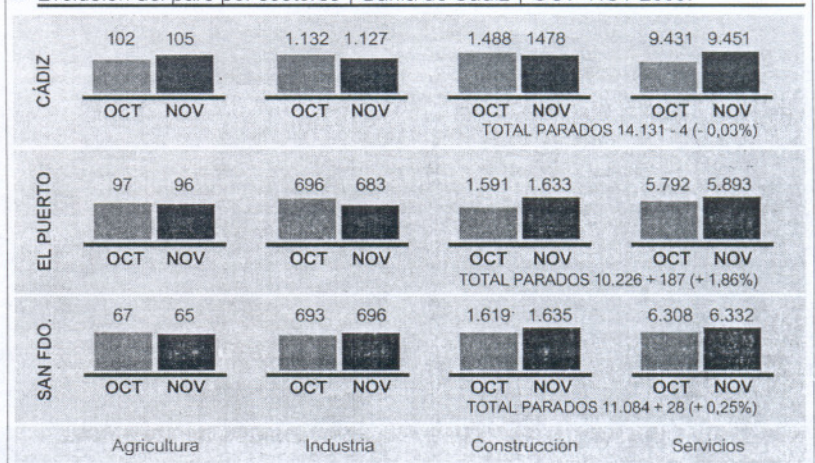 CÁDIZ
102 105 1.132 1.127 1.488 1478 9.431 9.451
OCT NOV OCT NOV OCT NOV OCT NOV
TOTAL PARADOS 14.131 - 4 (- 0,03%)
EL PUERTO
97 96 696 683 1.591 1.633 5.792 5.893
OCT NOV OCT NOV OCT NOV OCT NOV
TOTAL PARADOS 10.226 + 187 (+ 1,86%)
SAN FDO.
67 65 693 696 1.619 1.635 6.308 6.332
OCT NOV OCT NOV OCT NOV OCT NOV
TOTAL PARADOS 11.084 + 28 (+ 0,25%)
Agricultura Industria Construcción Servicios